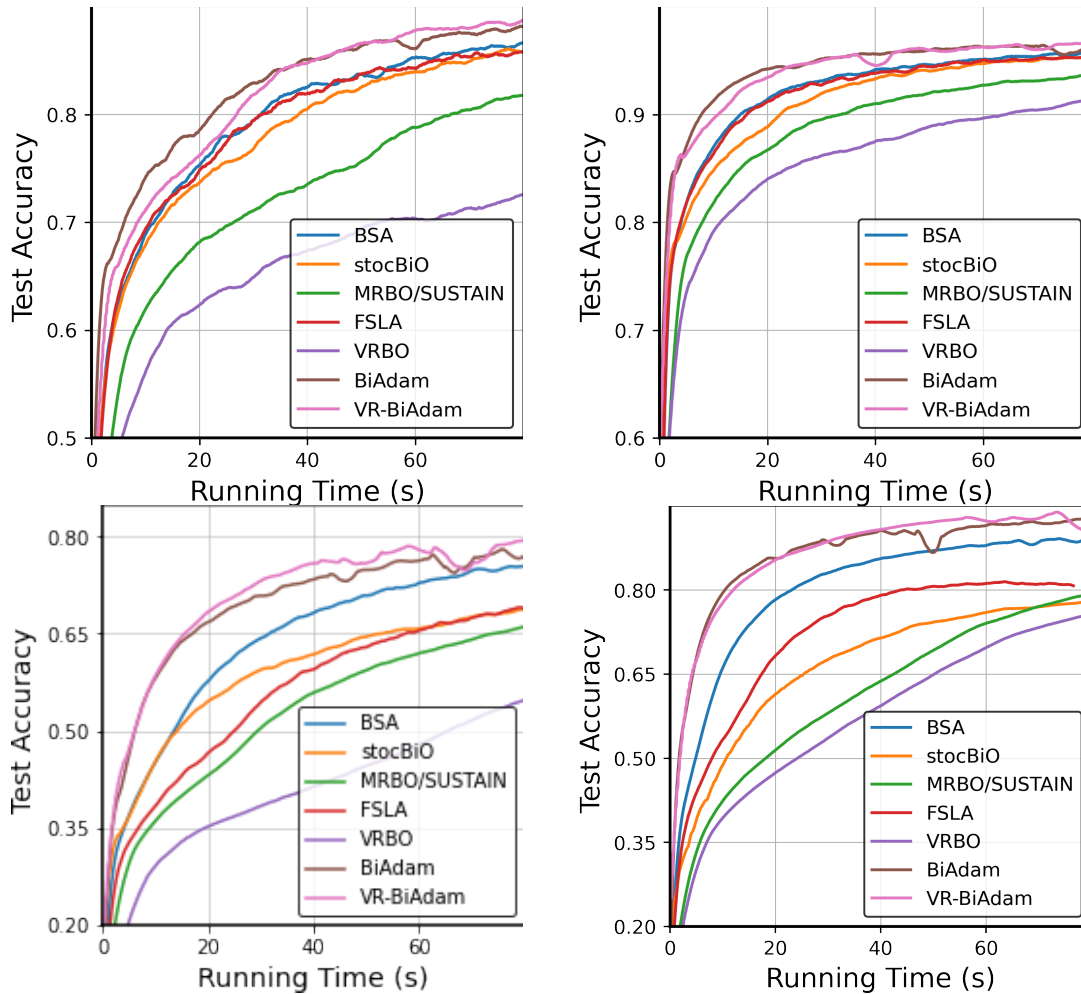 Test Accuracy
0.8
0.7
0.6
0.5
0 20 40 60
Running Time (s)
BSA
stocBiO
MRBO/SUSTAIN
FSLA
VRBO
BiAdam
VR-BiAdam
Test Accuracy
0.9
0.8
0.7
0.6
0 20 40 60
Running Time (s)
BSA
stocBiO
MRBO/SUSTAIN
FSLA
VRBO
BiAdam
VR-BiAdam
Test Accuracy
0.80
0.65
0.50
0.35
0.20
0 20 40 60
Running Time (s)
BSA
stocBiO
MRBO/SUSTAIN
FSLA
VRBO
BiAdam
VR-BiAdam
Test Accuracy
0.80
0.65
0.50
0.35
0.20
0 20 40 60
Running Time (s)
BSA
stocBiO
MRBO/SUSTAIN
FSLA
VRBO
BiAdam
VR-BiAdam